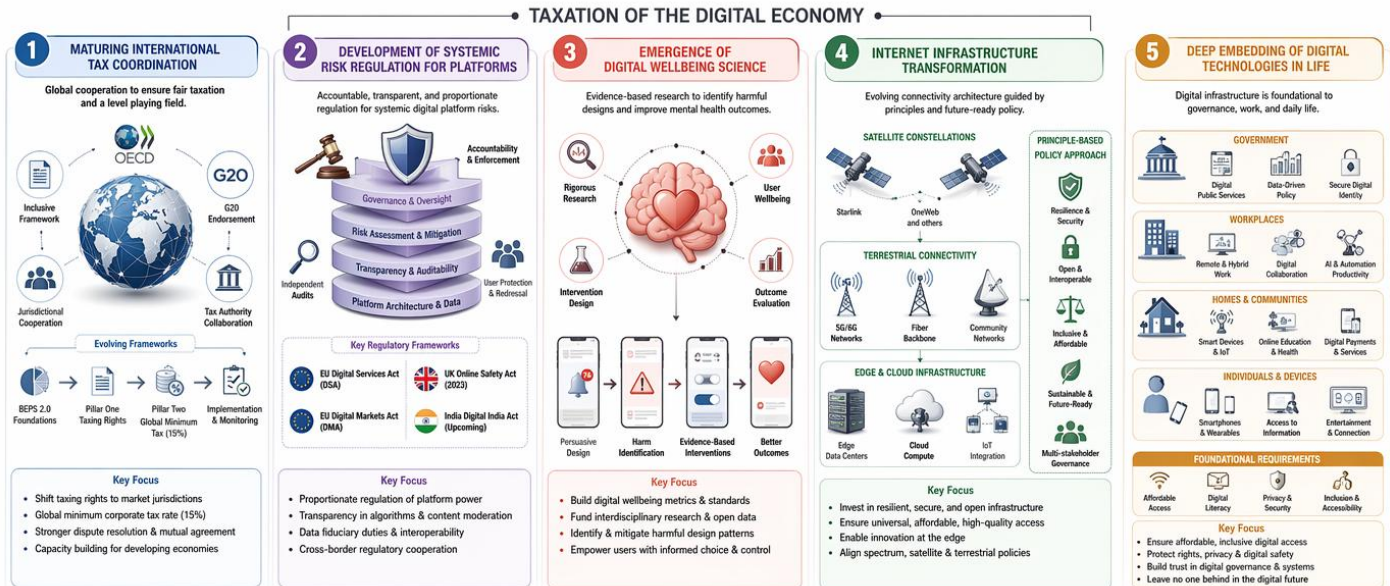 TAXATION OF THE DIGITAL ECONOMY
1
MATURING INTERNATIONAL
TAX COORDINATION
Global cooperation to ensure fair taxation
and a level playing field.
OECD
Inclusive
Framework
G20
G20
Endorsement
Jurisdictional
Cooperation
Tax Authority
Collaboration
Evolving Frameworks
BEPS 2.0
Foundations
Pillar One
Taxing Rights
Pillar Two
Global Minimum
Tax (15%)
Implementation
& Monitoring
Key Focus
• Shift taxing rights to market jurisdictions
• Global minimum corporate tax rate (15%)
• Stronger dispute resolution & mutual agreement
• Capacity building for developing economies
2
DEVELOPMENT OF SYSTEMIC
RISK REGULATION FOR PLATFORMS
Accountable, transparent, and proportionate
regulation for systemic digital platform risks.
Accountability
& Enforcement
Governance & Oversight
Risk Assessment & Mitigation
Transparency & Auditability
Platform Architecture & Data
Independent
Audits
User Protection
& Redressal
Key Regulatory Frameworks
EU Digital Services Act
(DSA)
UK Online Safety Act
(2023)
EU Digital Markets Act
(DMA)
India Digital India Act
(Upcoming)
Key Focus
• Proportionate regulation of platform power
• Transparency in algorithms & content moderation
• Data fiduciary duties & interoperability
• Cross-border regulatory cooperation
3
EMERGENCE OF
DIGITAL WELLBEING SCIENCE
Evidence-based research to identify harmful
designs and improve mental health outcomes.
Rigorous
Research
User
Wellbeing
Intervention
Design
Outcome
Evaluation
Persuasive
Design
Harm
Identification
Evidence-Based
Interventions
Better
Outcomes
Key Focus
• Build digital wellbeing metrics & standards
• Fund interdisciplinary research & open data
• Identify & mitigate harmful design patterns
• Empower users with informed choice & control
4
INTERNET INFRASTRUCTURE
TRANSFORMATION
Evolving connectivity architecture guided by
principles and future-ready policy.
SATELLITE CONSTELLATIONS
Starlink
OneWeb
and others
TERRESTRIAL CONNECTIVITY
5G/6G
Networks
Fiber
Backbone
Community
Networks
EDGE & CLOUD INFRASTRUCTURE
Edge
Data Centers
Cloud
Compute
IoT
Integration
PRINCIPLE-BASED
POLICY APPROACH
Resilience &
Security
Open &
Interoperable
Inclusive &
Affordable
Sustainable &
Future-Ready
Multi-stakeholder
Governance
Key Focus
• Invest in resilient, secure, and open infrastructure
• Ensure universal, affordable, high-quality access
• Enable innovation at the edge
• Align spectrum, satellite & terrestrial policies
5
DEEP EMBEDDING OF DIGITAL
TECHNOLOGIES IN LIFE
Digital infrastructure is foundational to
governance, work, and daily life.
GOVERNMENT
Digital
Public Services
Data-Driven
Policy
Secure Digital
Identity
WORKPLACES
Remote & Hybrid
Work
Digital
Collaboration
AI & Automation
Productivity
HOMES & COMMUNITIES
Smart Devices
& IoT
Online Education
& Health
Digital Payments
& Services
INDIVIDUALS & DEVICES
Smartphones
& Wearables
Access to
Information
Entertainment
& Connection
FOUNDATIONAL REQUIREMENTS
Affordable
Access
Digital
Literacy
Privacy &
Security
Inclusion &
Accessibility
Key Focus
• Ensure affordable, inclusive digital access
• Protect rights, privacy & digital safety
• Build trust in digital governance & systems
• Leave no one behind in the digital future